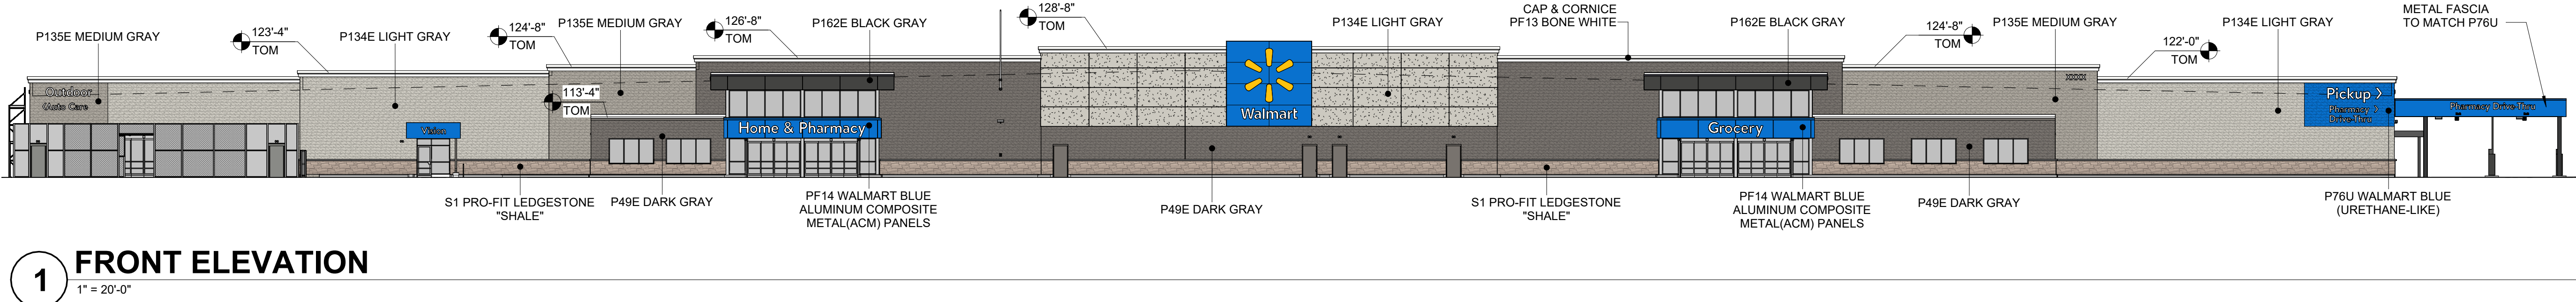 P135E MEDIUM GRAY
123'-4"
TOM
P134E LIGHT GRAY
124'-8"
TOM
P135E MEDIUM GRAY
126'-8"
TOM
P162E BLACK GRAY
128'-8"
TOM
P134E LIGHT GRAY
CAP & CORNICE
PF13 BONE WHITE
P162E BLACK GRAY
124'-8"
TOM
P135E MEDIUM GRAY
122'-0"
TOM
P134E LIGHT GRAY
METAL FASCIA
TO MATCH P76U
Outdoor
Auto Care
113'-4"
TOM
Vision
Home & Pharmacy
Walmart
Grocery
XXXX
Pickup >
Pharmacy >
Drive-Thru
Pharmacy Drive-Thru
S1 PRO-FIT LEDGESTONE
"SHALE"
P49E DARK GRAY
PF14 WALMART BLUE
ALUMINUM COMPOSITE
METAL(ACM) PANELS
P49E DARK GRAY
S1 PRO-FIT LEDGESTONE
"SHALE"
PF14 WALMART BLUE
ALUMINUM COMPOSITE
METAL(ACM) PANELS
P49E DARK GRAY
P76U WALMART BLUE
(URETHANE-LIKE)
1
FRONT ELEVATION
1" = 20'-0"